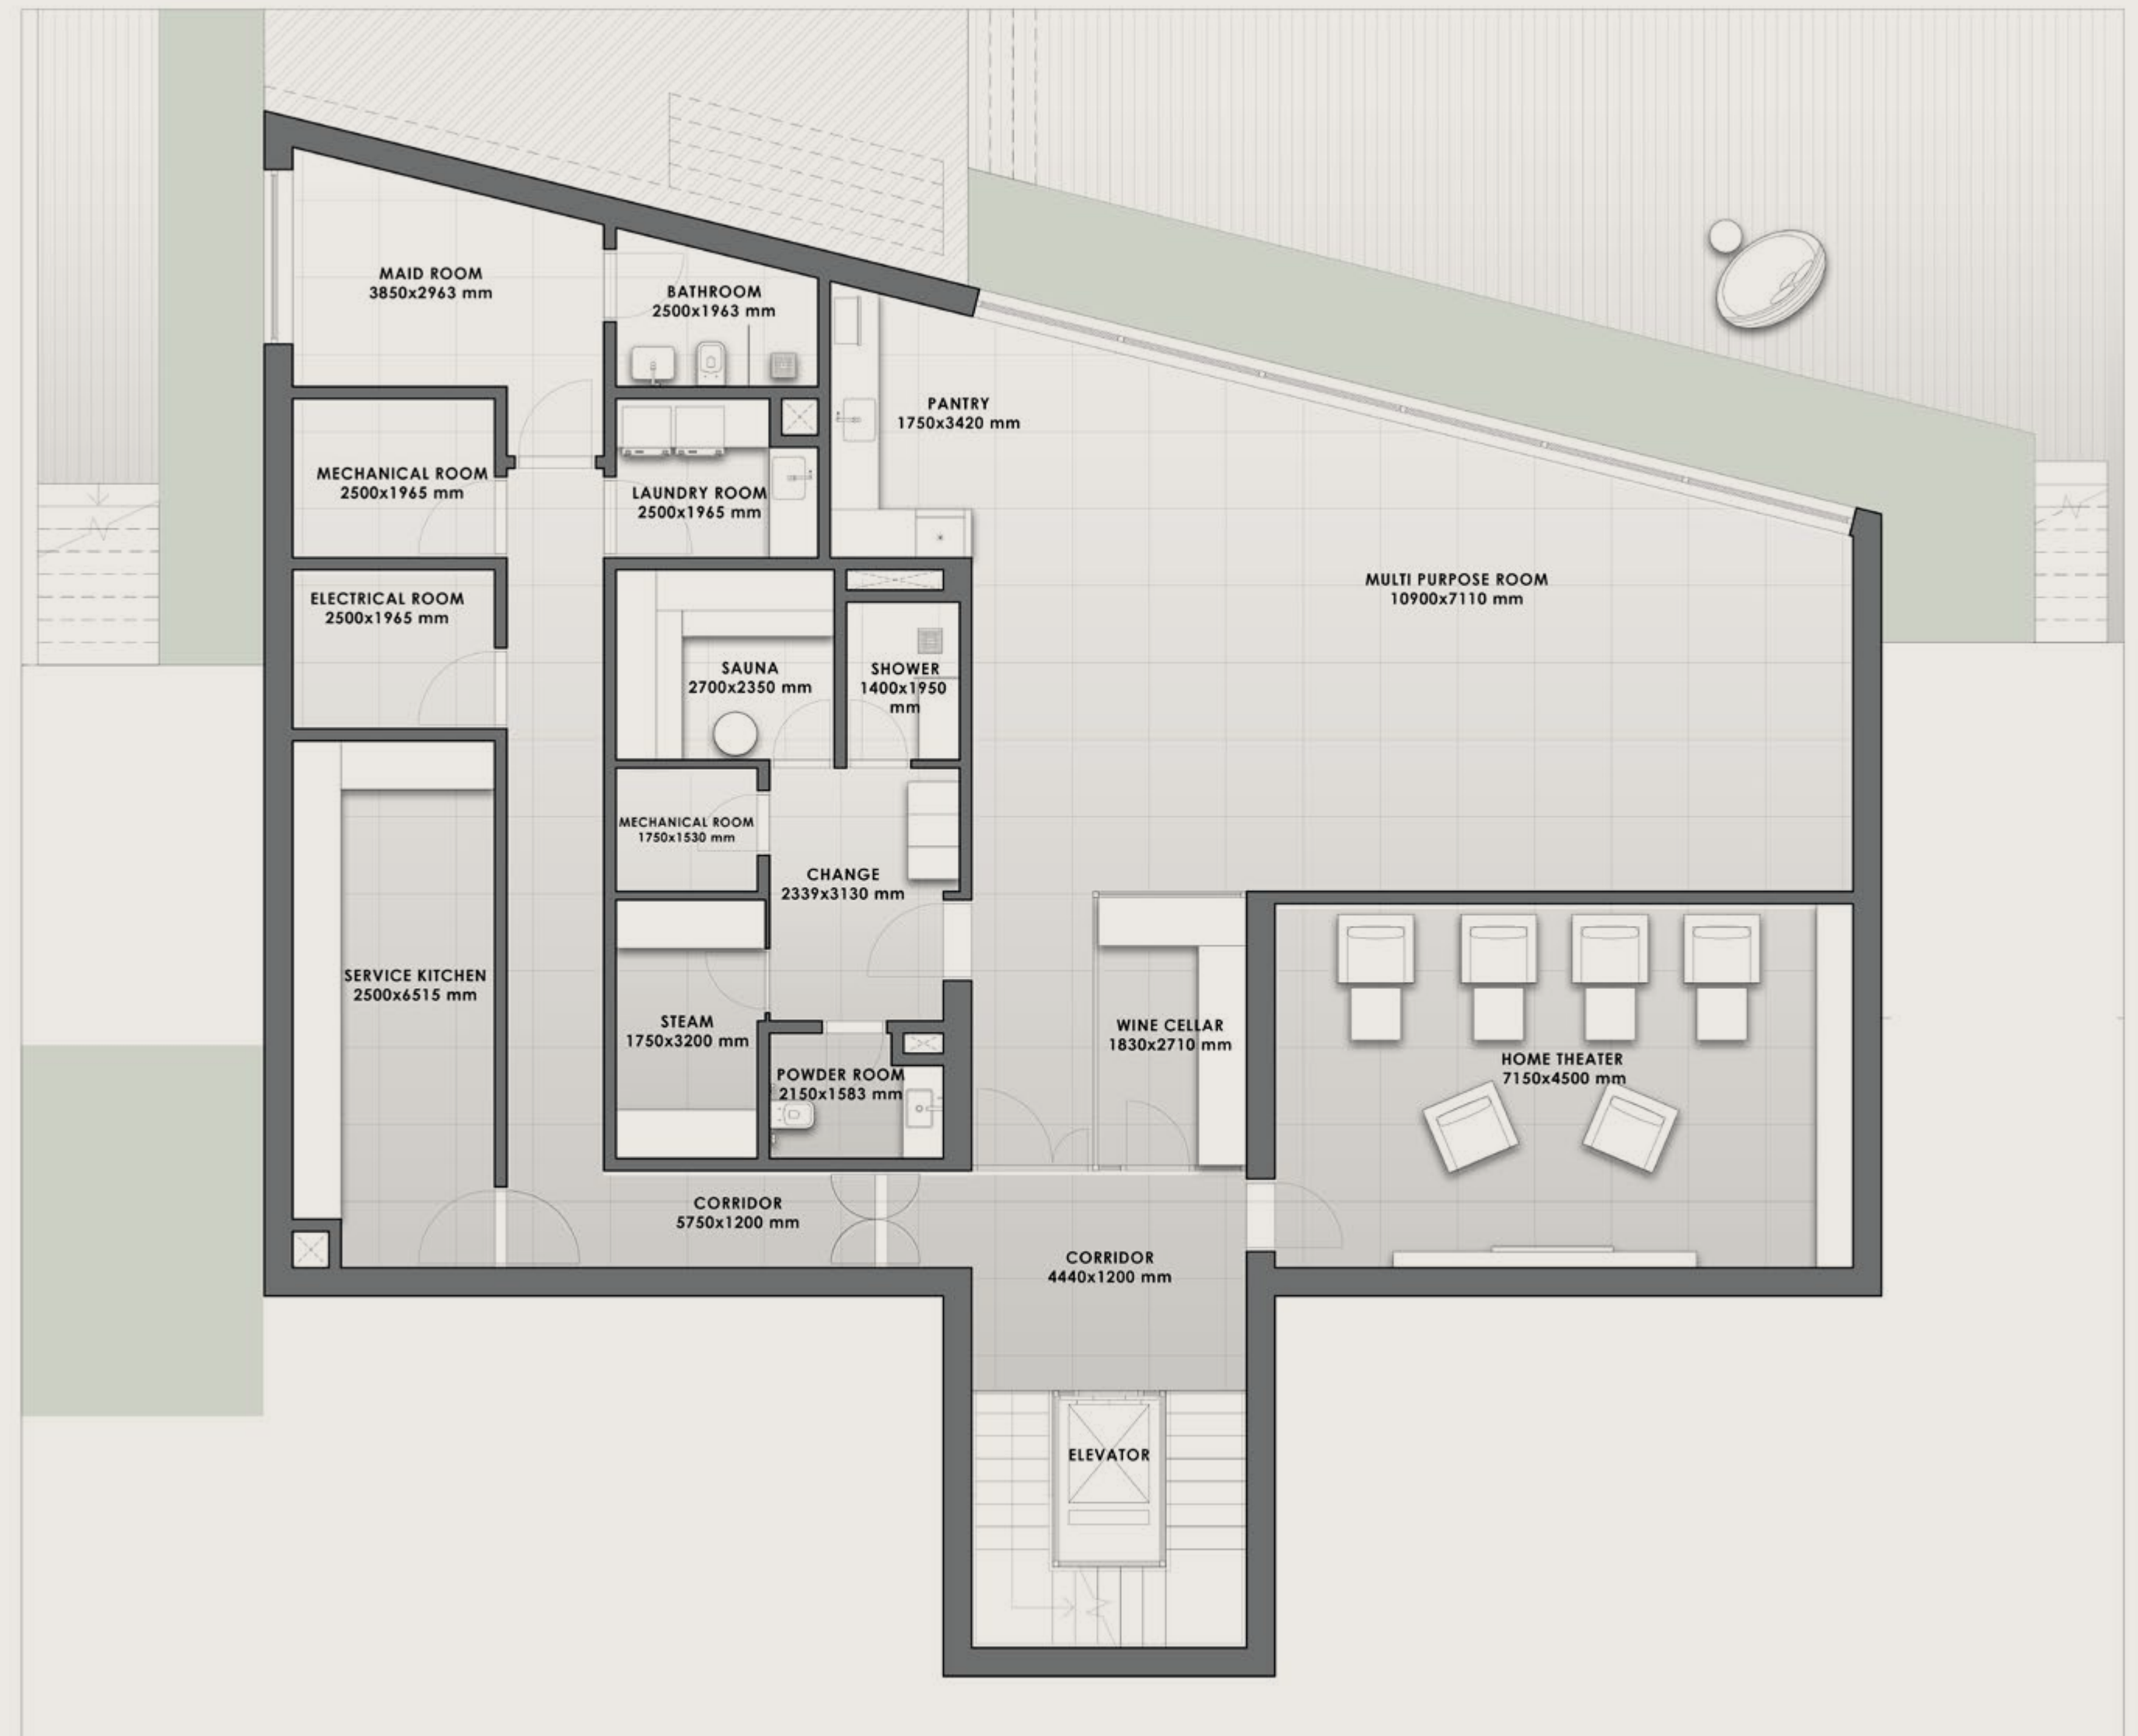 MAID ROOM
3850x2963 mm
BATHROOM
2500x1963 mm
PANTRY
1750x3420 mm
MECHANICAL ROOM
2500x1965 mm
LAUNDRY ROOM
2500x1965 mm
MULTI PURPOSE ROOM
10900x7110 mm
ELECTRICAL ROOM
2500x1965 mm
SAUNA
2700x2350 mm
SHOWER
1400x1950
mm
MECHANICAL ROOM
1750x1530 mm
CHANGE
2339x3130 mm
SERVICE KITCHEN
2500x6515 mm
STEAM
1750x3200 mm
WINE CELLAR
1830x2710 mm
HOME THEATER
7150x4500 mm
POWDER ROOM
2150x1583 mm
CORRIDOR
5750x1200 mm
CORRIDOR
4440x1200 mm
ELEVATOR